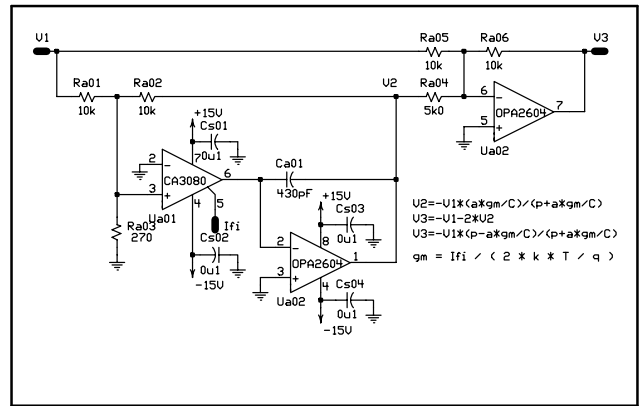 V1
Ra05
10k
Ra06
10k
V3
Ra01
10k
Ra02
10k
V2
Ra04
5k0
6
5
7
OPA2604
Ua02
+15V
Cs01
0u1
7
2
3
CA3080
6
5
4
Ua01
Ifi
Ra03
270
Cs02
0u1
-15V
Ca01
430pF
+15V
Cs03
0u1
8
2
3
OPA2604
1
4
Ua02
Cs04
0u1
-15V
V2=-V1*(a*gm/C)/(p+a*gm/C)
V3=-V1-2*V2
V3=-V1*(p-a*gm/C)/(p+a*gm/C)
gm = Ifi / ( 2 * k * T / q )